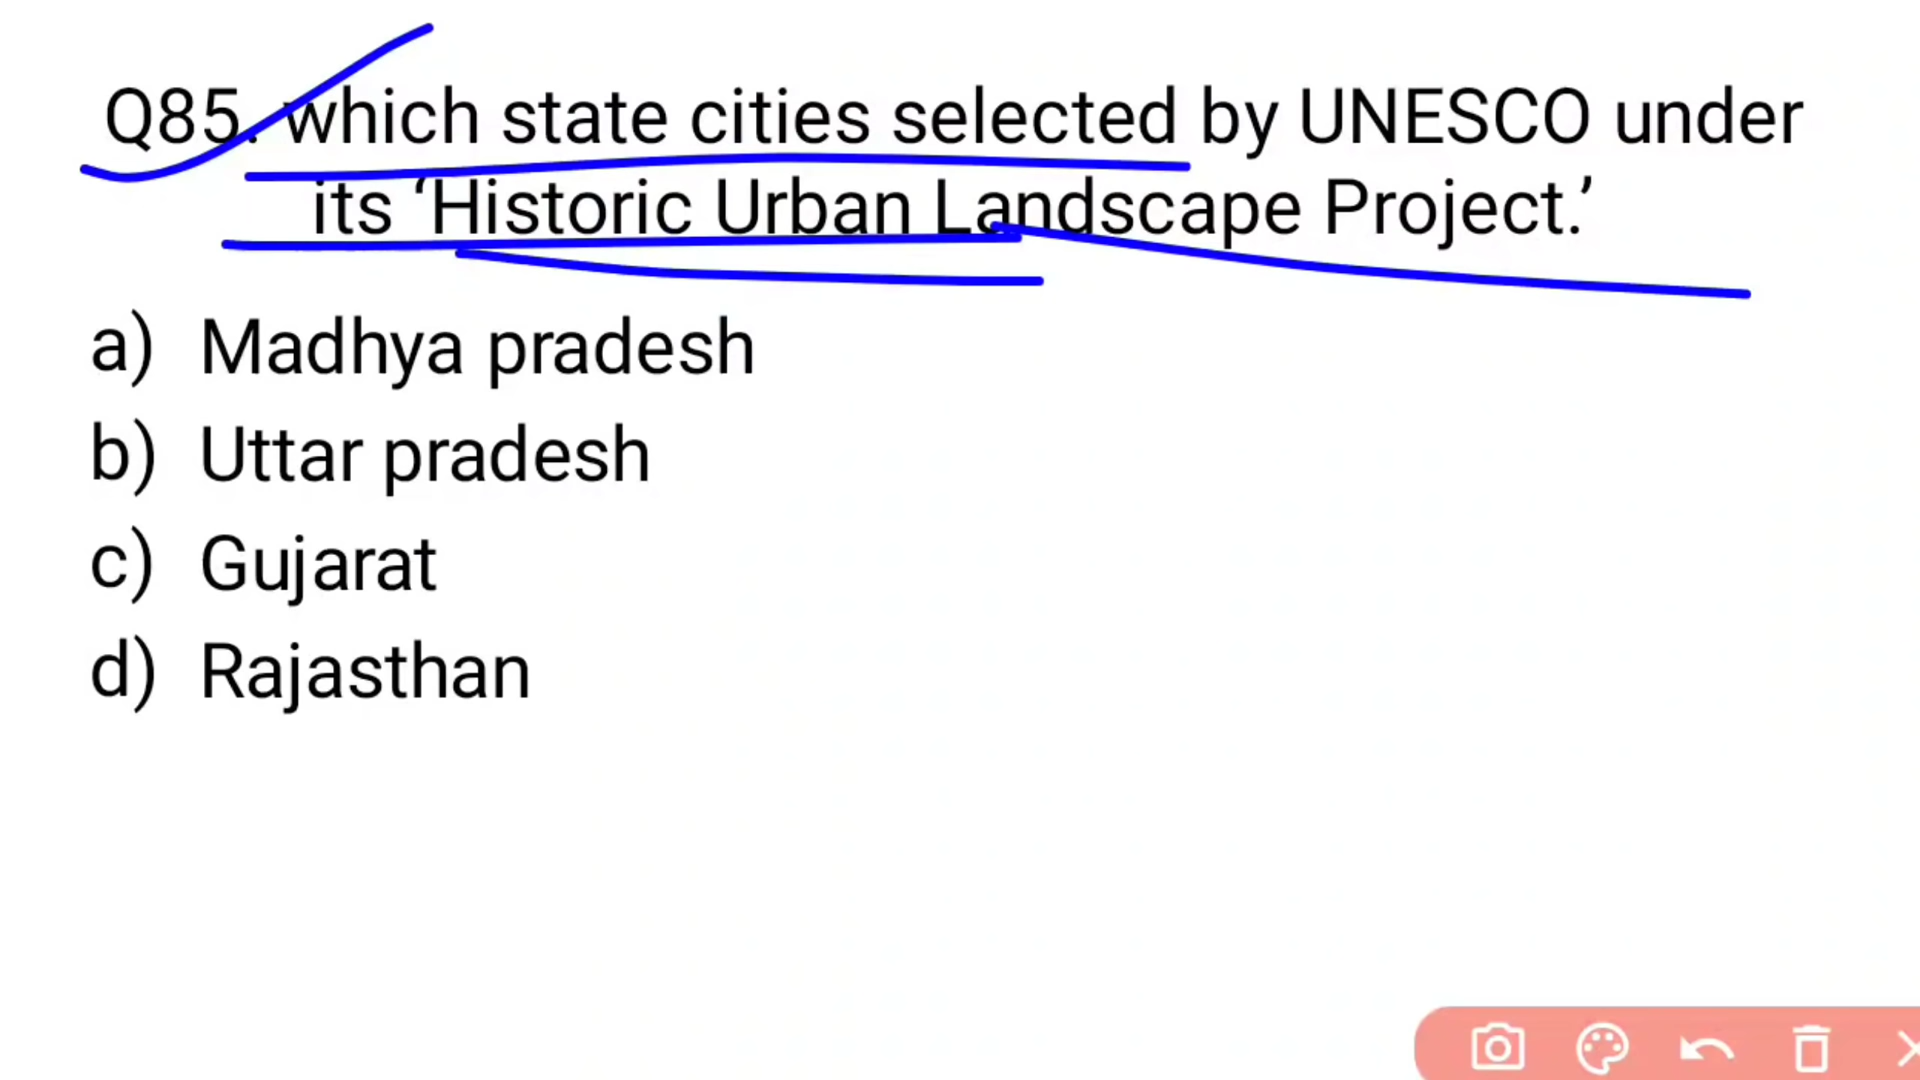 Q85. which state cities selected by UNESCO under
its ‘Historic Urban Landscape Project.’
a) Madhya pradesh
b) Uttar pradesh
c) Gujarat
d) Rajasthan